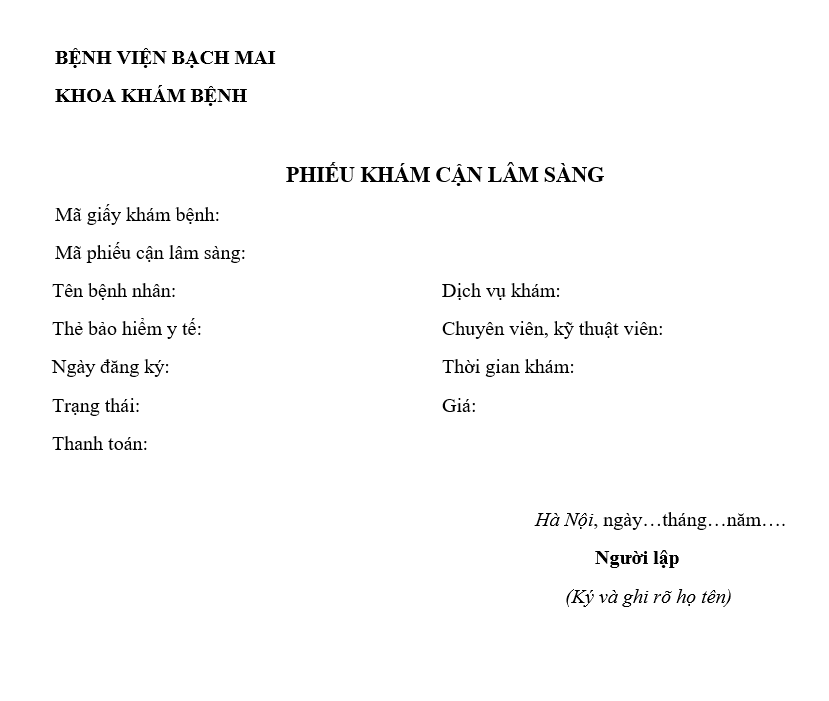 BỆNH VIỆN BẠCH MAI
KHOA KHÁM BỆNH
PHIẾU KHÁM CẬN LÂM SÀNG
Mã giấy khám bệnh:
Mã phiếu cận lâm sàng:
Tên bệnh nhân: Dịch vụ khám:
Thẻ bảo hiểm y tế: Chuyên viên, kỹ thuật viên:
Ngày đăng ký: Thời gian khám:
Trạng thái: Giá:
Thanh toán:
Hà Nội, ngày…tháng…năm….
Người lập
(Ký và ghi rõ họ tên)